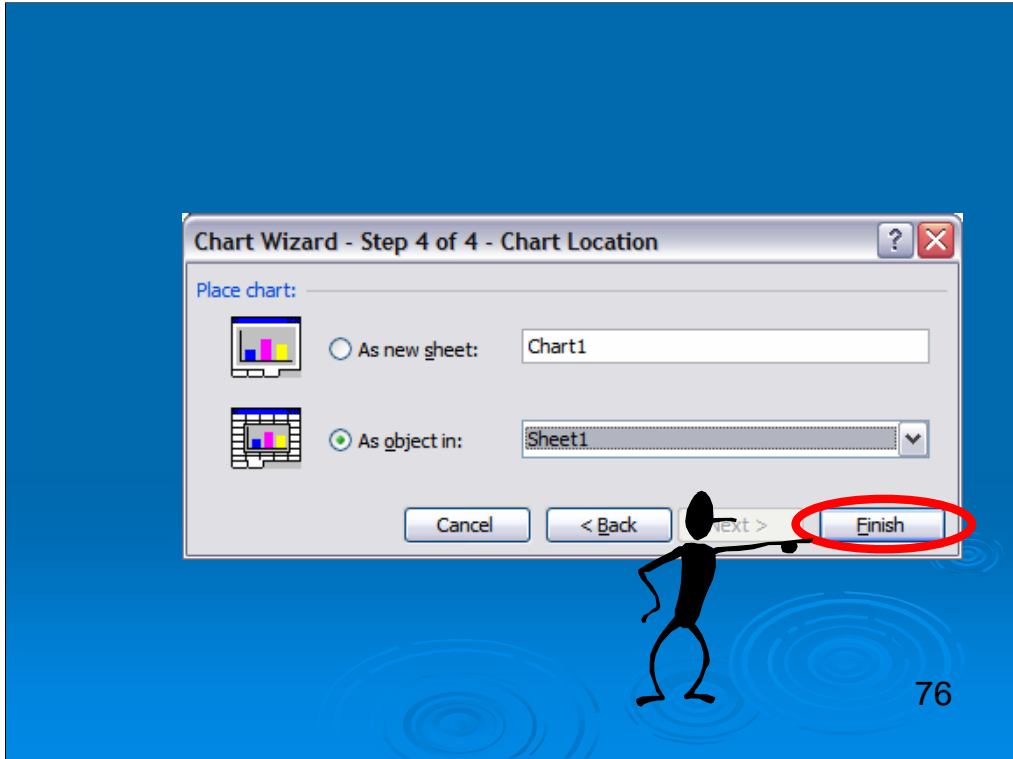 Chart Wizard - Step 4 of 4 - Chart Location
?
Place chart:
As new sheet: Chart1
As object in: Sheet1
Cancel < Back Next > Finish
76